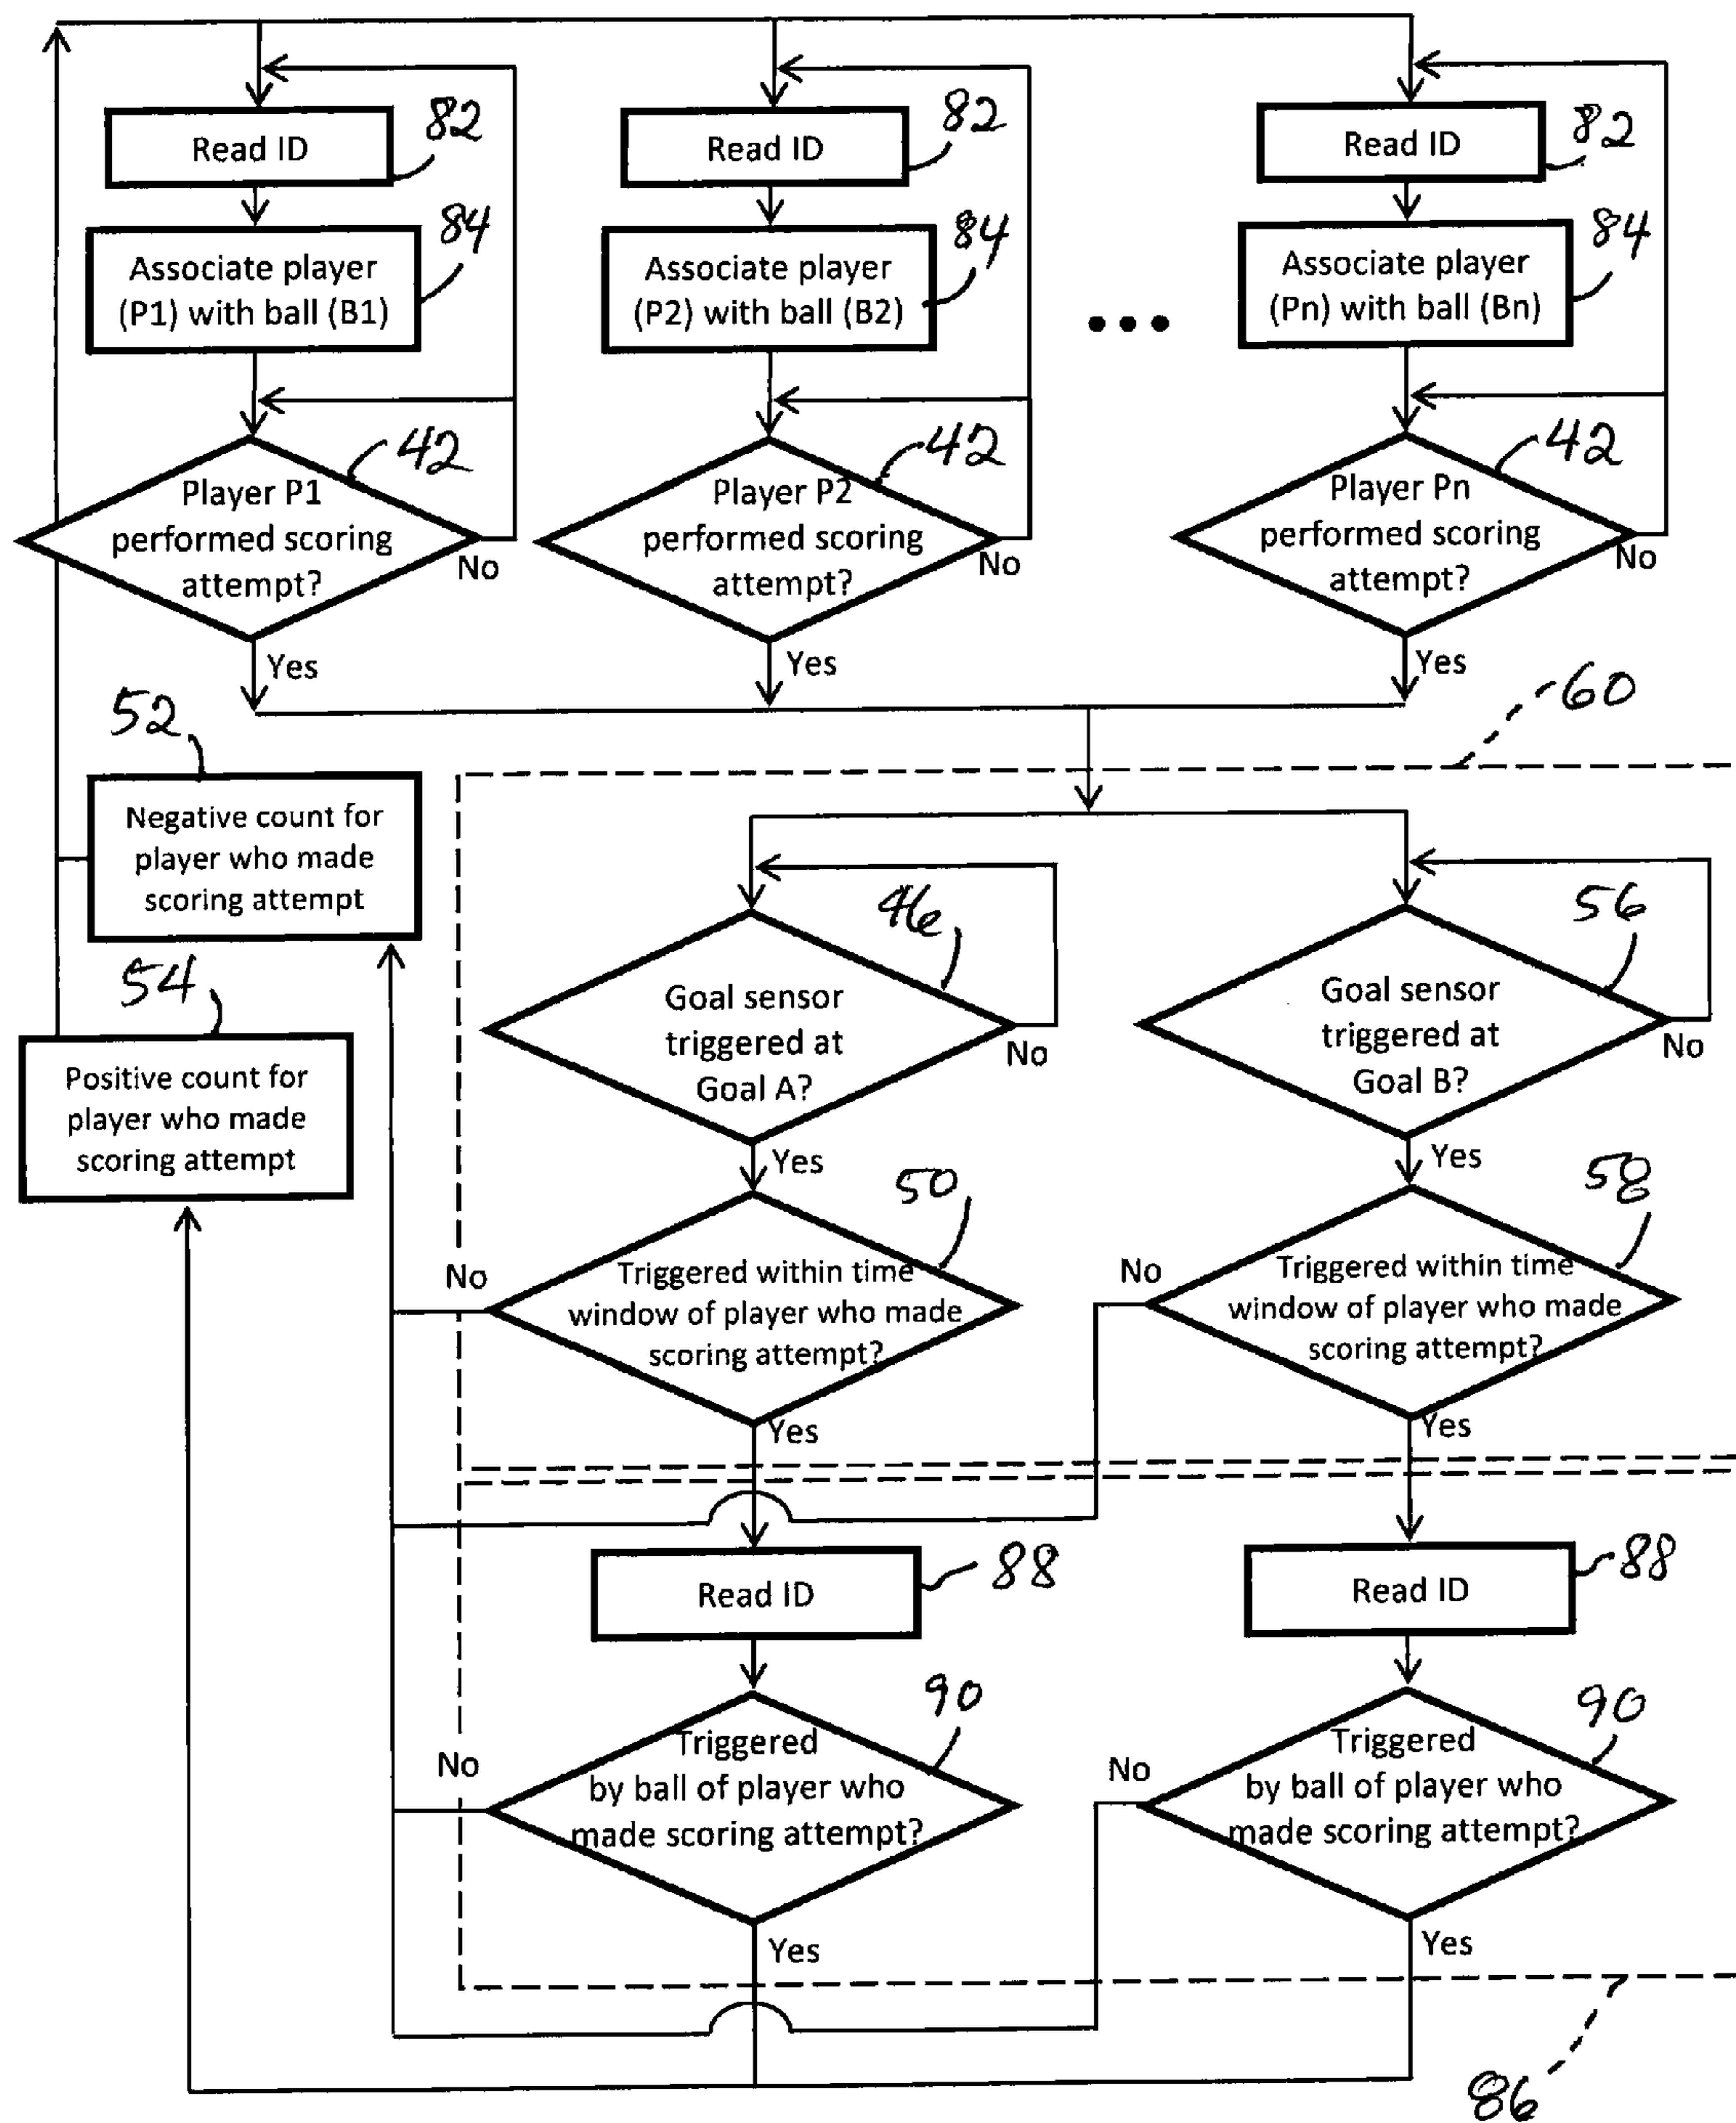 82
82
82
Read ID
Read ID
Read ID
84
84
84
Associate player
(P1) with ball (B1)
Associate player
(P2) with ball (B2)
Associate player
(Pn) with ball (Bn)
42
42
42
Player P1
performed scoring
attempt?
No
Player P2
performed scoring
attempt?
No
Player Pn
performed scoring
attempt?
No
Yes
Yes
Yes
60
52
Negative count for
player who made
scoring attempt
54
Positive count for
player who made
scoring attempt
46
Goal sensor
triggered at
Goal A?
No
56
Goal sensor
triggered at
Goal B?
No
Yes
Yes
50
No
Triggered within time
window of player who made
scoring attempt?
58
No
Triggered within time
window of player who made
scoring attempt?
Yes
Yes
Read ID
88
Read ID
88
90
No
Triggered
by ball of player who
made scoring attempt?
90
No
Triggered
by ball of player who
made scoring attempt?
Yes
Yes
86